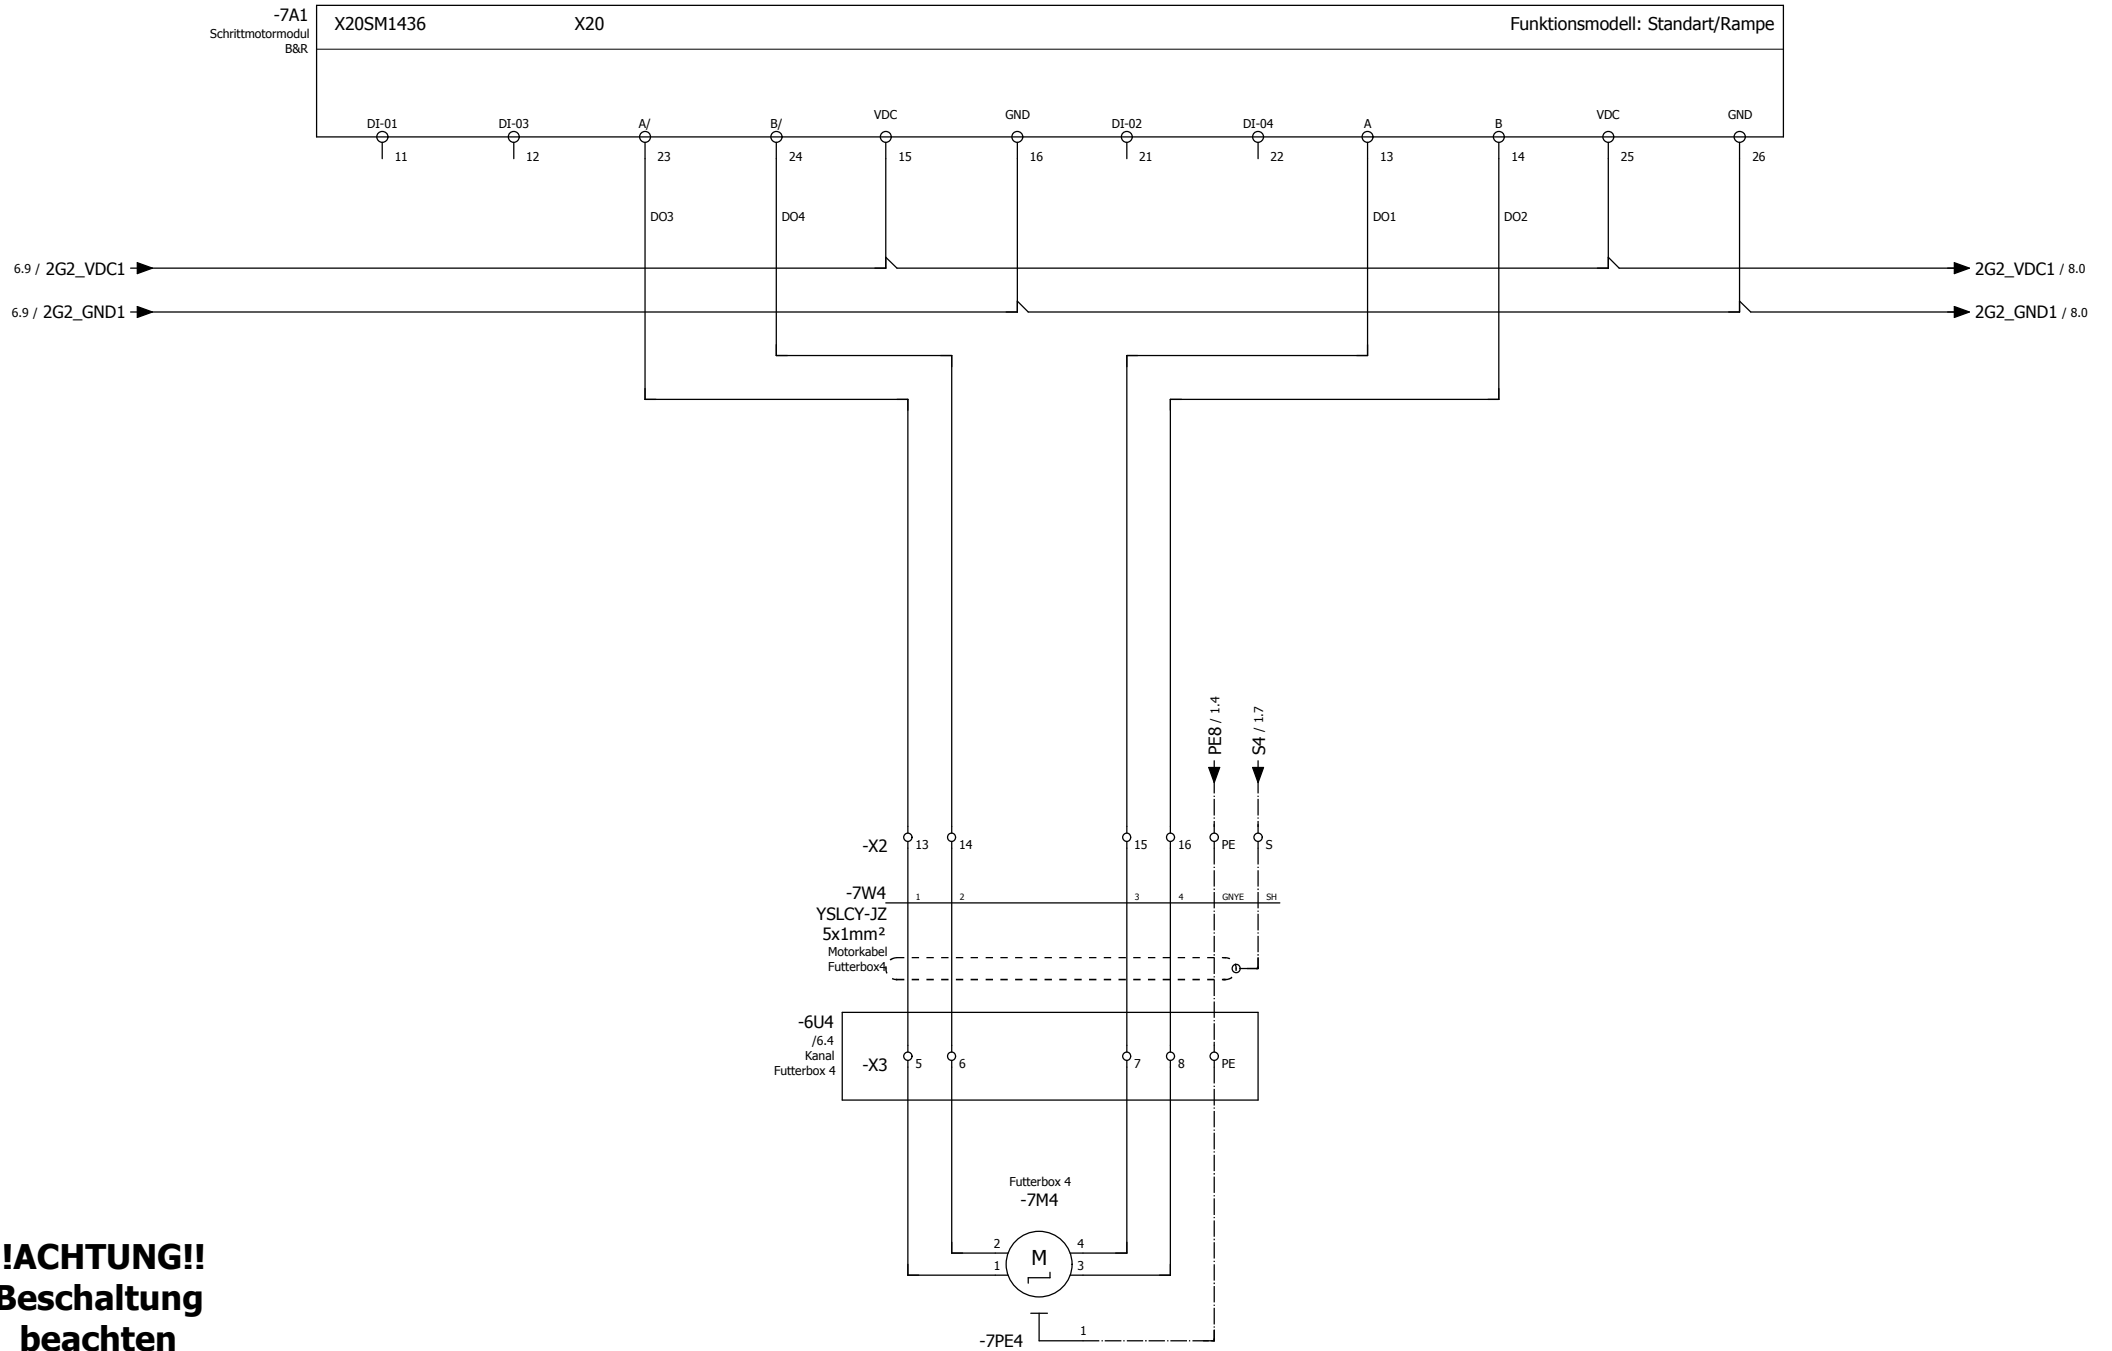 -7A1
Schrittmotormodul
B&R
X20SM1436 X20 Funktionsmodell: Standart/Rampe
DI-01 DI-03 A/ B/ VDC GND DI-02 DI-04 A B VDC GND
11 12 23 24 15 16 21 22 13 14 25 26
DO3 DO4 DO1 DO2
6.9 / 2G2_VDC1 2G2_VDC1 / 8.0
6.9 / 2G2_GND1 2G2_GND1 / 8.0
PE8 / 1.4
S4 / 1.7
-X2 13 14 15 16 PE S
-7W4 1 2 3 4 GNYE SH
YSLCY-JZ
5x1mm²
Motorkabel
Futterbox4
-6U4
/6.4
Kanal
Futterbox 4
-X3 5 6 7 8 PE
Futterbox 4
-7M4
2 4
M
1 3
-7PE4 1
!ACHTUNG!!
Beschaltung
beachten